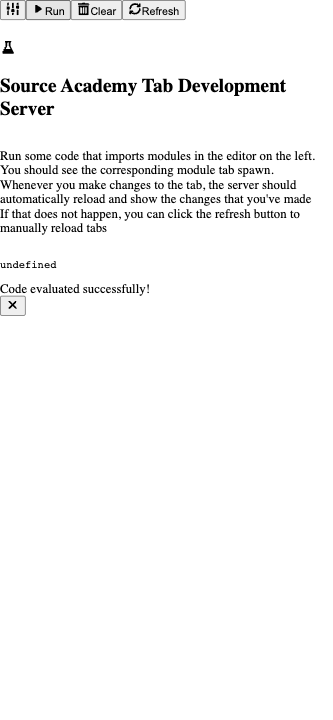 Run Clear Refresh
Source Academy Tab Development
Server
Run some code that imports modules in the editor on the left.
You should see the corresponding module tab spawn.
Whenever you make changes to the tab, the server should
automatically reload and show the changes that you've made
If that does not happen, you can click the refresh button to
manually reload tabs
undefined
Code evaluated successfully!